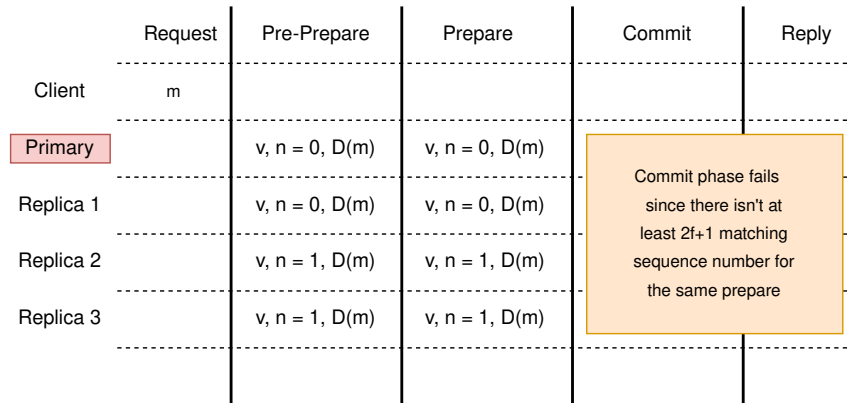 Request Pre-Prepare Prepare Commit Reply
Client m
Primary v, n = 0, D(m) v, n = 0, D(m)
Replica 1 v, n = 0, D(m) v, n = 0, D(m)
Replica 2 v, n = 1, D(m) v, n = 1, D(m)
Replica 3 v, n = 1, D(m) v, n = 1, D(m)
Commit phase fails
since there isn't at
least 2f+1 matching
sequence number for
the same prepare